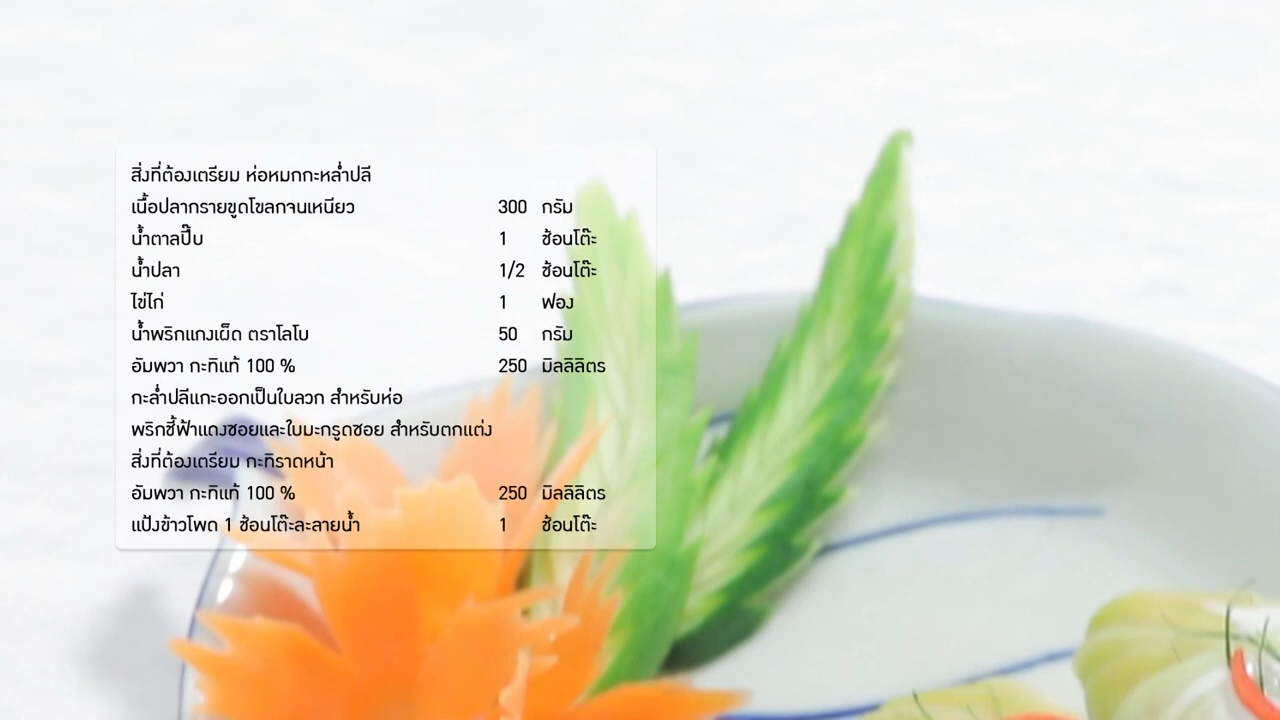 สิ่งที่ต้องเตรียม ห่อหมกกะหล่ำปลี
เนื้อปลากรายขูดโขลกจนเหนียว 300 กรัม
น้ำตาลปี๊บ 1 ช้อนโต๊ะ
น้ำปลา 1/2 ช้อนโต๊ะ
ไข่ไก่ 1 ฟอง
น้ำพริกแกงเผ็ด ตราโลโบ 50 กรัม
อัมพวา กะทิแท้ 100 % 250 มิลลิลิตร
กะล่ำปลีแกะออกเป็นใบลวก สำหรับห่อ
พริกชี้ฟ้าแดงซอยและใบมะกรูดซอย สำหรับตกแต่ง
สิ่งที่ต้องเตรียม กะทิราดหน้า
อัมพวา กะทิแท้ 100 % 250 มิลลิลิตร
แป้งข้าวโพด 1 ช้อนโต๊ะละลายน้ำ 1 ช้อนโต๊ะ